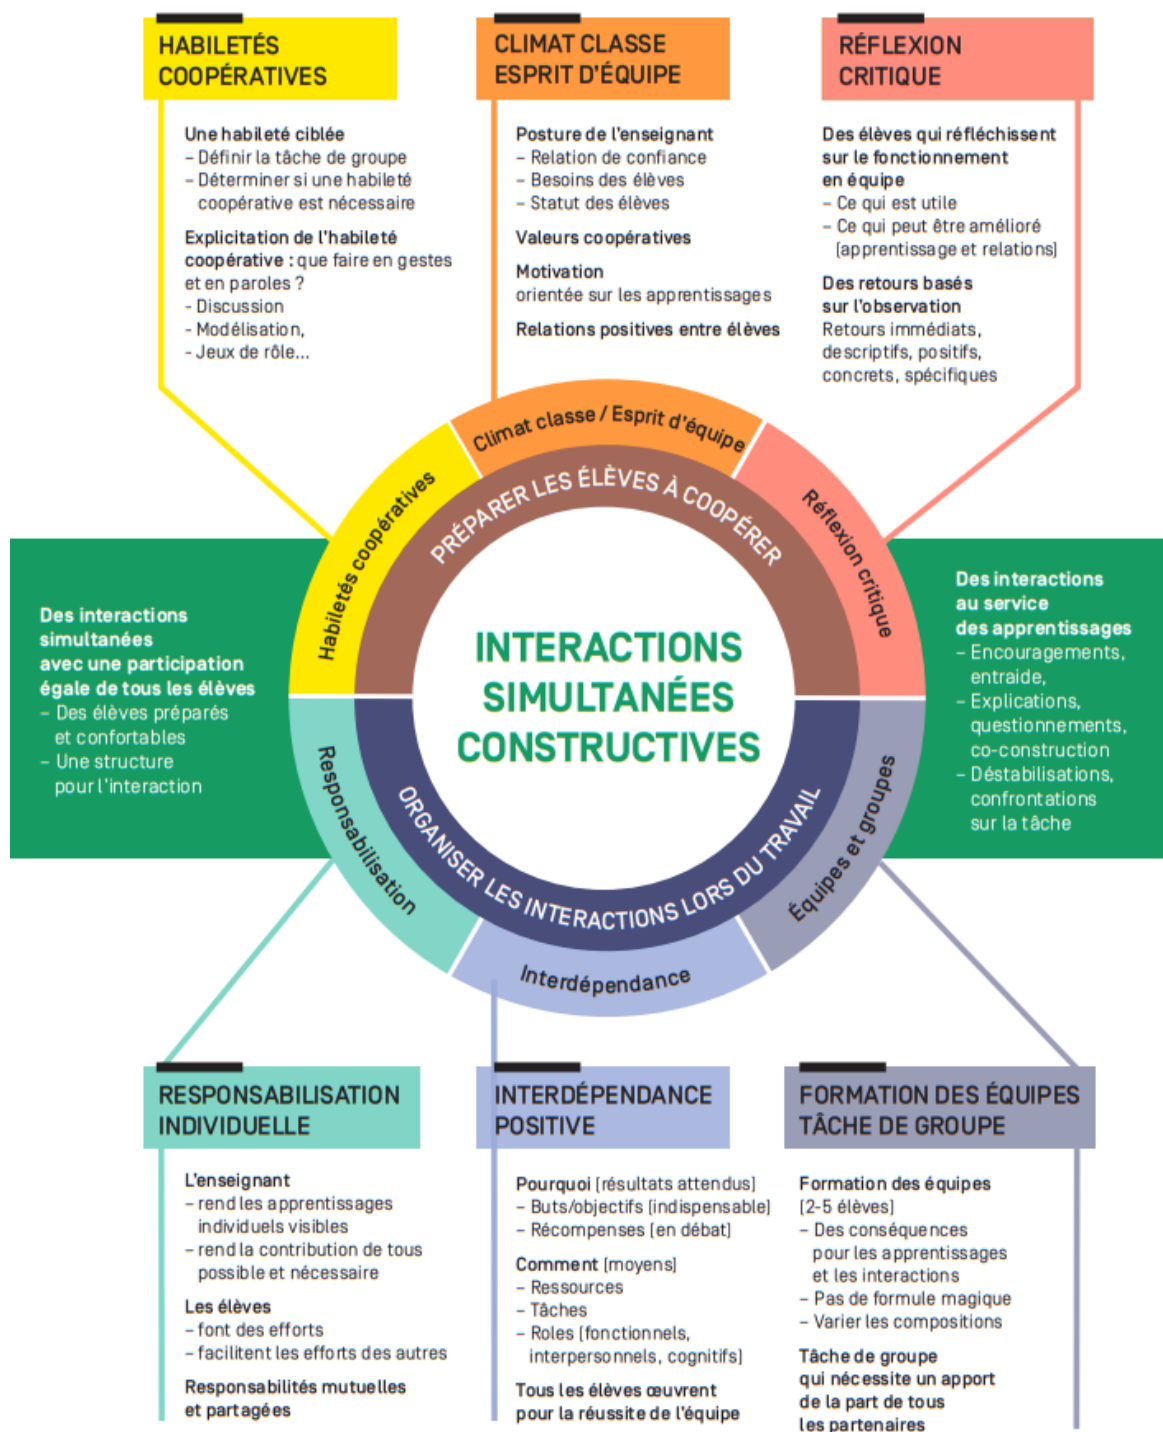 HABILETÉS
COOPÉRATIVES
Une habileté ciblée
– Définir la tâche de groupe
– Déterminer si une habileté
coopérative est nécessaire
Explicitation de l'habileté
coopérative : que faire en gestes
et en paroles ?
- Discussion
- Modélisation,
- Jeux de rôle...
CLIMAT CLASSE
ESPRIT D'ÉQUIPE
Posture de l'enseignant
– Relation de confiance
– Besoins des élèves
– Statut des élèves
Valeurs coopératives
Motivation
orientée sur les apprentissages
Relations positives entre élèves
RÉFLEXION
CRITIQUE
Des élèves qui réfléchissent
sur le fonctionnement
en équipe
– Ce qui est utile
– Ce qui peut être amélioré
(apprentissage et relations)
Des retours basés
sur l'observation
Retours immédiats,
descriptifs, positifs,
concrets, spécifiques
Habiletés coopératives
Climat classe / Esprit d'équipe
Réflexion critique
PRÉPARER LES ÉLÈVES À COOPÉRER
Des interactions
simultanées
avec une participation
égale de tous les élèves
– Des élèves préparés
et confortables
– Une structure
pour l'interaction
INTERACTIONS
SIMULTANÉES
CONSTRUCTIVES
Des interactions
au service
des apprentissages
– Encouragements,
entraide,
– Explications,
questionnements,
co-construction
– Déstabilisations,
confrontations
sur la tâche
ORGANISER LES INTERACTIONS LORS DU TRAVAIL
Responsabilisation
Interdépendance
Équipes et groupes
RESPONSABILISATION
INDIVIDUELLE
L'enseignant
– rend les apprentissages
individuels visibles
– rend la contribution de tous
possible et nécessaire
Les élèves
– font des efforts
– facilitent les efforts des autres
Responsabilités mutuelles
et partagées
INTERDÉPENDANCE
POSITIVE
Pourquoi (résultats attendus)
– Buts/objectifs (indispensable)
– Récompenses (en débat)
Comment (moyens)
– Ressources
– Tâches
– Roles (fonctionnels,
interpersonnels, cognitifs)
Tous les élèves œuvrent
pour la réussite de l'équipe
FORMATION DES ÉQUIPES
TÂCHE DE GROUPE
Formation des équipes
(2-5 élèves)
– Des conséquences
pour les apprentissages
et les interactions
– Pas de formule magique
– Varier les compositions
Tâche de groupe
qui nécessite un apport
de la part de tous
les partenaires